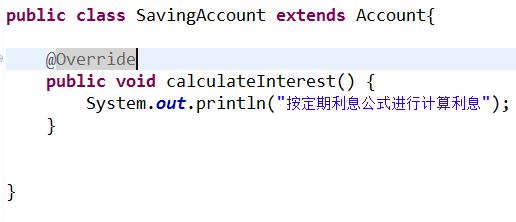 public class SavingAccount extends Account{
@Override
public void calculateInterest() {
System.out.println("按定期利息公式进行计算利息");
}
}